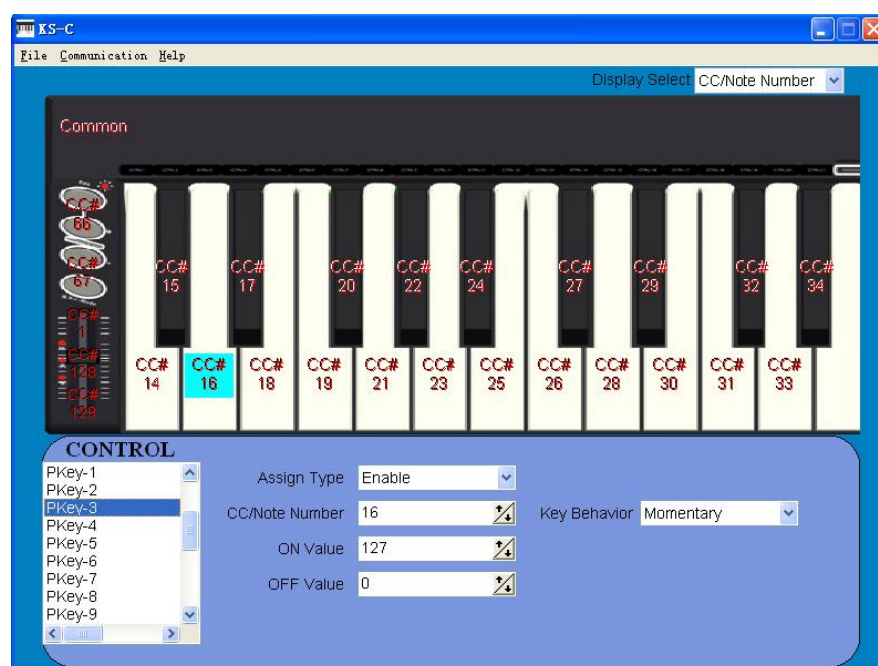 KS-C
File Communication Help
Display Select CC/Note Number
Common
CC# 66
CC# 67
CC# 1
CC# 128
CC# 129
CC# 15
CC# 17
CC# 20
CC# 22
CC# 24
CC# 27
CC# 29
CC# 32
CC# 34
CC# 14
CC# 16
CC# 18
CC# 19
CC# 21
CC# 23
CC# 25
CC# 26
CC# 28
CC# 30
CC# 31
CC# 33
CONTROL
PKey-1
PKey-2
PKey-3
PKey-4
PKey-5
PKey-6
PKey-7
PKey-8
PKey-9
Assign Type Enable
CC/Note Number 16 Key Behavior Momentary
ON Value 127
OFF Value 0